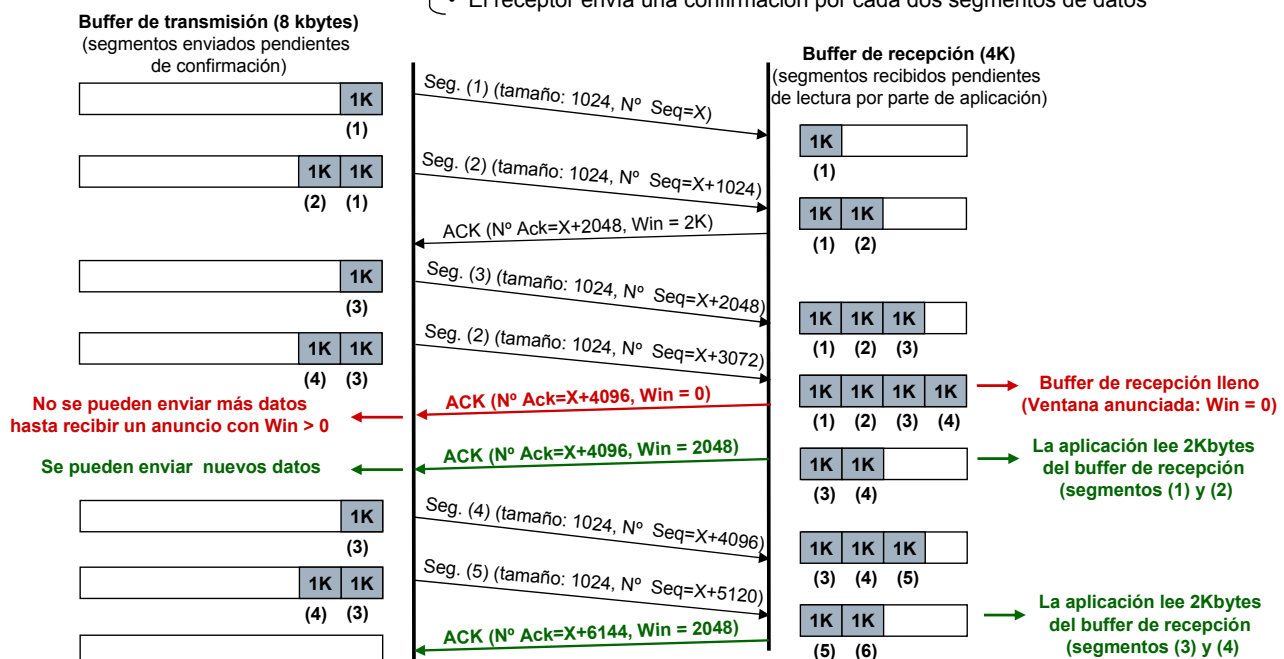 • El receptor envía una confirmación por cada dos segmentos de datos
Buffer de transmisión (8 kbytes)
(segmentos enviados pendientes
de confirmación)
Buffer de recepción (4K)
(segmentos recibidos pendientes
de lectura por parte de aplicación)
1K
(1)
Seg. (1) (tamaño: 1024, Nº Seq=X)
1K
(1)
1K 1K
(2) (1)
Seg. (2) (tamaño: 1024, Nº Seq=X+1024)
1K 1K
(1) (2)
ACK (Nº Ack=X+2048, Win = 2K)
1K
(3)
Seg. (3) (tamaño: 1024, Nº Seq=X+2048)
1K 1K 1K
(1) (2) (3)
1K 1K
(4) (3)
Seg. (2) (tamaño: 1024, Nº Seq=X+3072)
1K 1K 1K 1K
(1) (2) (3) (4)
Buffer de recepción lleno
(Ventana anunciada: Win = 0)
ACK (Nº Ack=X+4096, Win = 0)
No se pueden enviar más datos
hasta recibir un anuncio con Win > 0
ACK (Nº Ack=X+4096, Win = 2048)
Se pueden enviar nuevos datos
1K 1K
(3) (4)
La aplicación lee 2Kbytes
del buffer de recepción
(segmentos (1) y (2)
1K
(3)
Seg. (4) (tamaño: 1024, Nº Seq=X+4096)
1K 1K 1K
(3) (4) (5)
1K 1K
(4) (3)
Seg. (5) (tamaño: 1024, Nº Seq=X+5120)
1K 1K
(5) (6)
La aplicación lee 2Kbytes
del buffer de recepción
(segmentos (3) y (4)
ACK (Nº Ack=X+6144, Win = 2048)